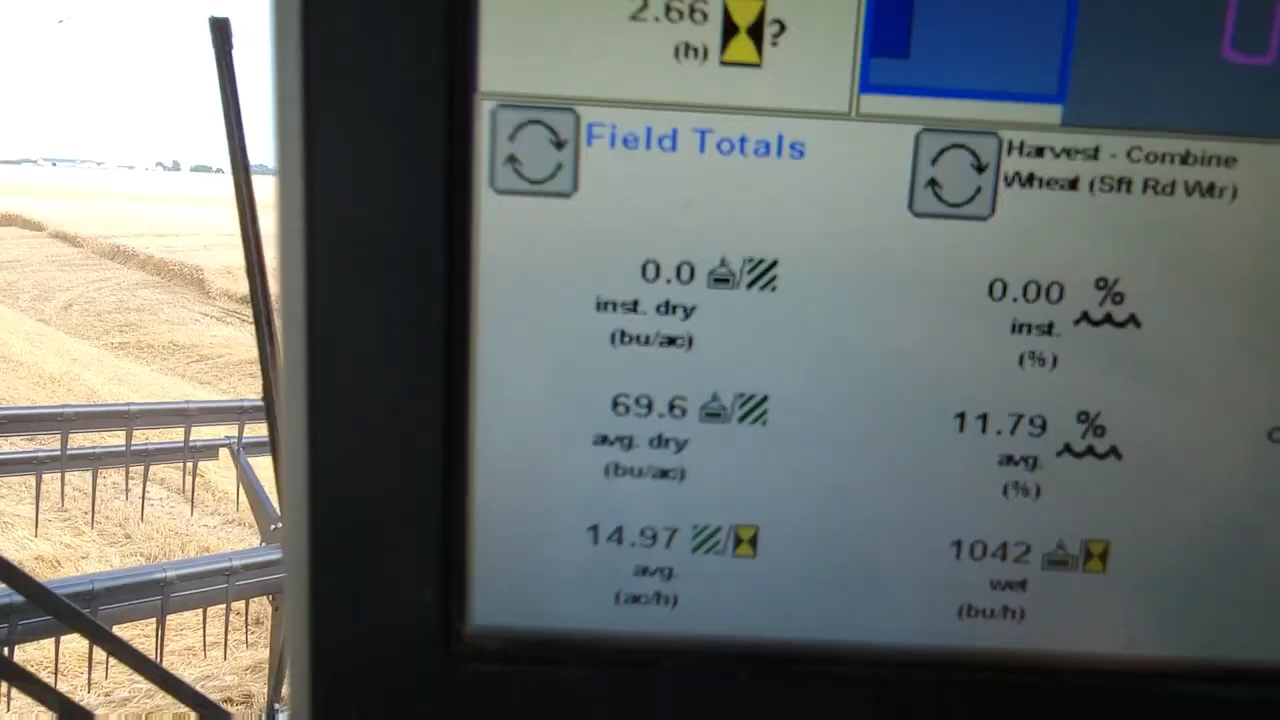 2.66
(h)
?
Field Totals
Harvest - Combine
Wheat (Sft Rd Wtr)
0.0
inst. dry
(bu/ac)
0.00 %
inst.
(%)
69.6
avg. dry
(bu/ac)
11.79 %
avg.
(%)
14.97
avg.
(ac/h)
1042
wet
(bu/h)